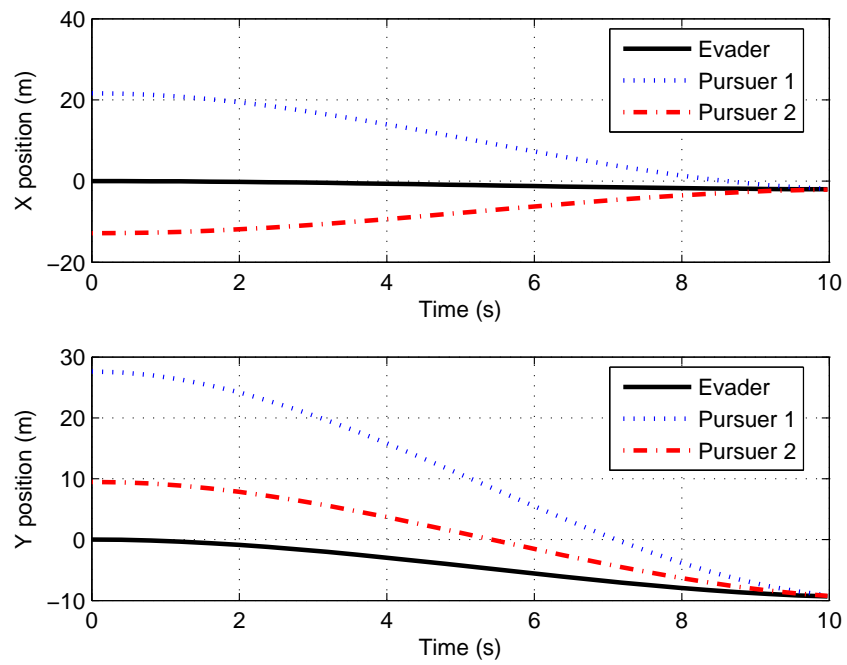 40
20
0
−20
X position (m)
0
2
4
6
8
10
Time (s)
Evader
Pursuer 1
Pursuer 2
30
20
10
0
−10
Y position (m)
0
2
4
6
8
10
Time (s)
Evader
Pursuer 1
Pursuer 2